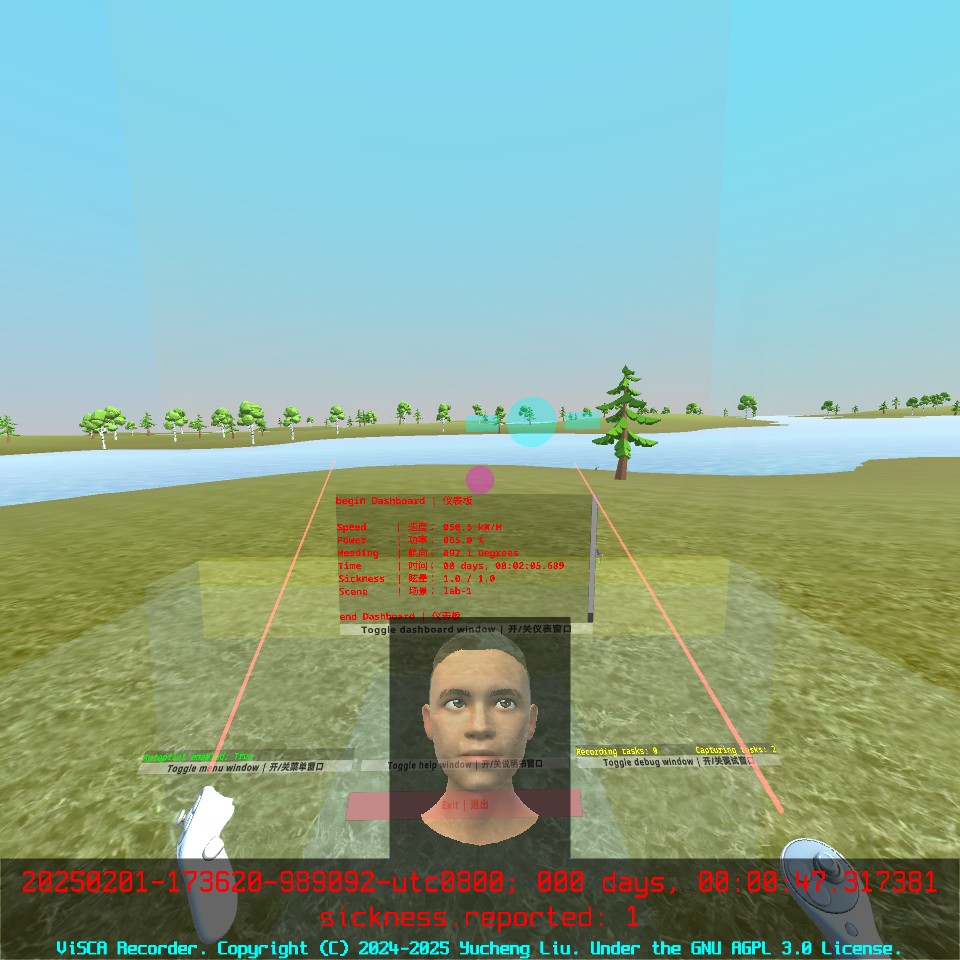 begin Dashboard | 仪表板
Speed | 速度： 050.5 kM/H
Power | 功率： 065.0 %
Heading | 航向： 092.1 Degrees
Time | 时间： 00 days, 00:02:05.689
Sickness | 眩晕： 1.0 / 1.0
Scene | 场景： lab-1
end Dashboard | 仪表板
Toggle dashboard window | 开/关仪表窗口
True
Recording tasks: 0 Capturing tasks: 2
Toggle menu window | 开/关菜单窗口
Toggle help window | 开/关说明书窗口
Toggle debug window | 开/关调试窗口
Exit | 退出
20250201-173620-989092-utc0800; 000 days, 00:00:47.317381
sickness.reported: 1
ViSCA Recorder. Copyright (C) 2024-2025 Yucheng Liu. Under the GNU AGPL 3.0 License.